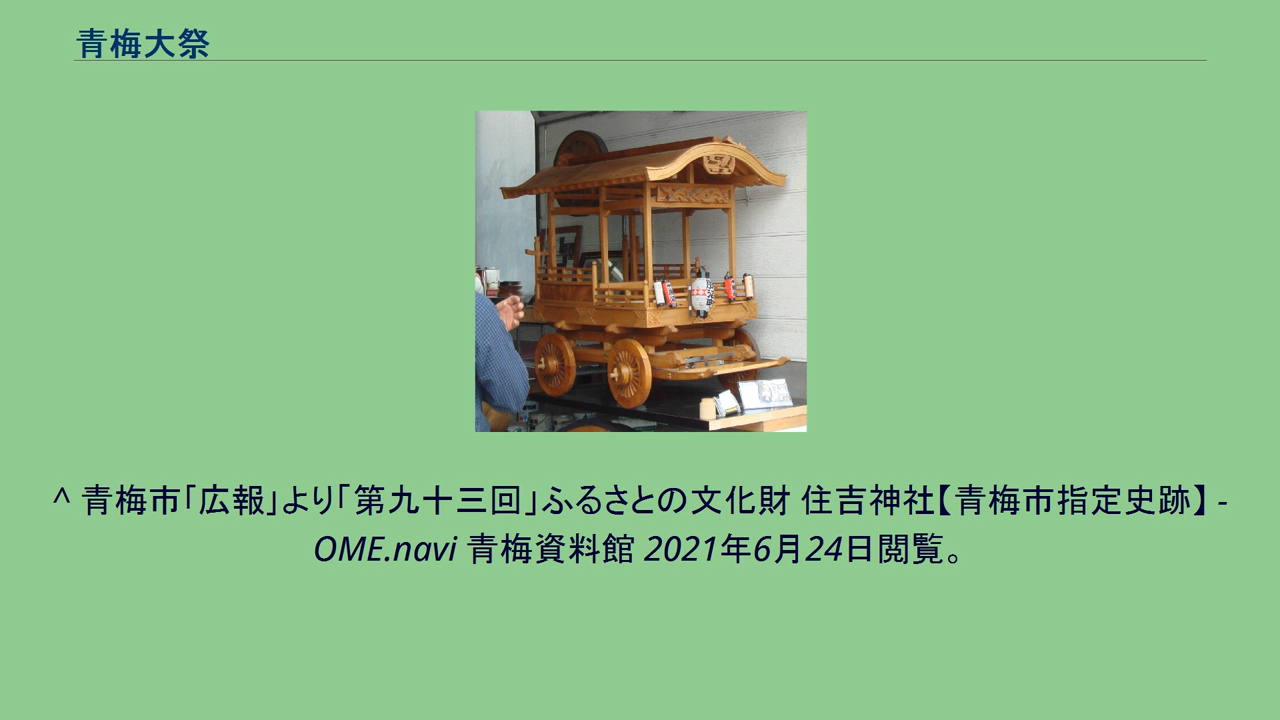 青梅大祭
^ 青梅市「広報」より「第九十三回」ふるさとの文化財 住吉神社【青梅市指定史跡】 -
OME.navi 青梅資料館 2021年6月24日閲覧。